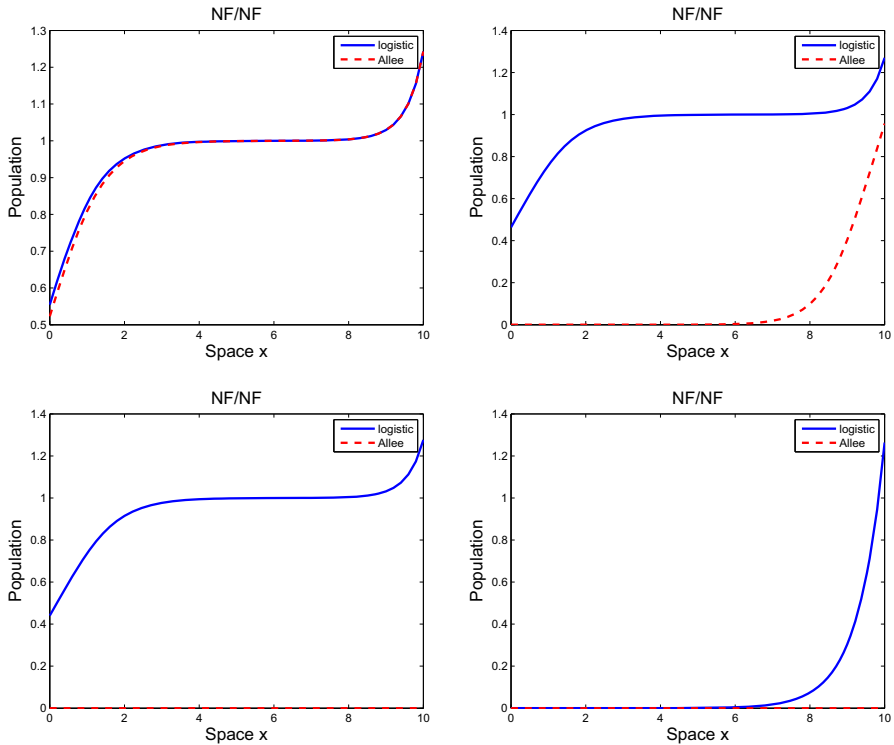 NF/NF
1.3
1.2
1.1
1
0.9
0.8
0.7
0.6
0.5
Population
0 2 4 6 8 10
Space x
logistic
Allee
NF/NF
1.4
1.2
1
0.8
0.6
0.4
0.2
0
Population
0 2 4 6 8 10
Space x
logistic
Allee
NF/NF
1.4
1.2
1
0.8
0.6
0.4
0.2
0
Population
0 2 4 6 8 10
Space x
logistic
Allee
NF/NF
1.4
1.2
1
0.8
0.6
0.4
0.2
0
Population
0 2 4 6 8 10
Space x
logistic
Allee